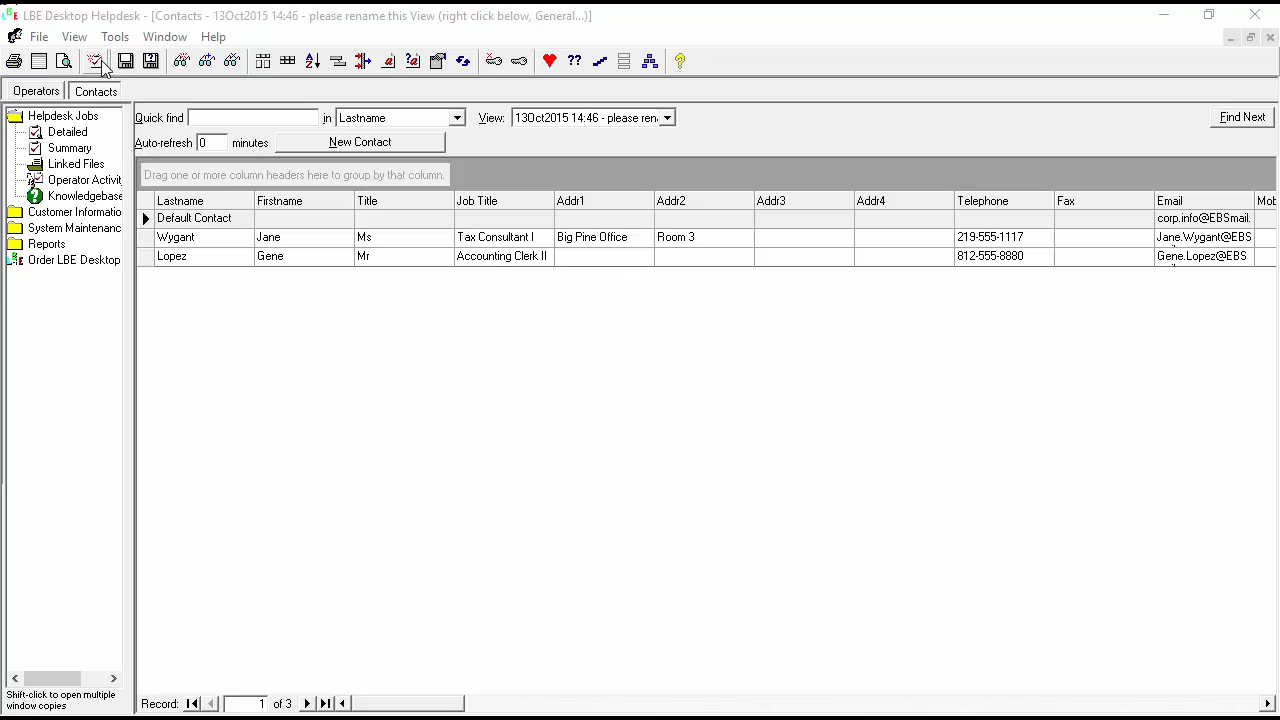 LBE Desktop Helpdesk - [Contacts - 13Oct2015 14:46 - please rename this View (right click below, General...)]
File View Tools Window Help
Operators Contacts
Helpdesk Jobs
Detailed
Summary
Linked Files
Operator Activit
Knowledgebase
Customer Informatio
System Maintenanc
Reports
Order LBE Desktop
Shift-click to open multiple
window copies
Quick find in Lastname View: 13Oct2015 14:46 - please ren Find Next
Auto-refresh 0 minutes New Contact
Drag one or more column headers here to group by that column.
Lastname Firstname Title Job Title Addr1 Addr2 Addr3 Addr4 Telephone Fax Email Mob
Default Contact corp.info@EBSmail.
Wygant Jane Ms Tax Consultant I Big Pine Office Room 3 219-555-1117 Jane.Wygant@EBS
Lopez Gene Mr Accounting Clerk II 812-555-8880 Gene.Lopez@EBS
Record: 1 of 3